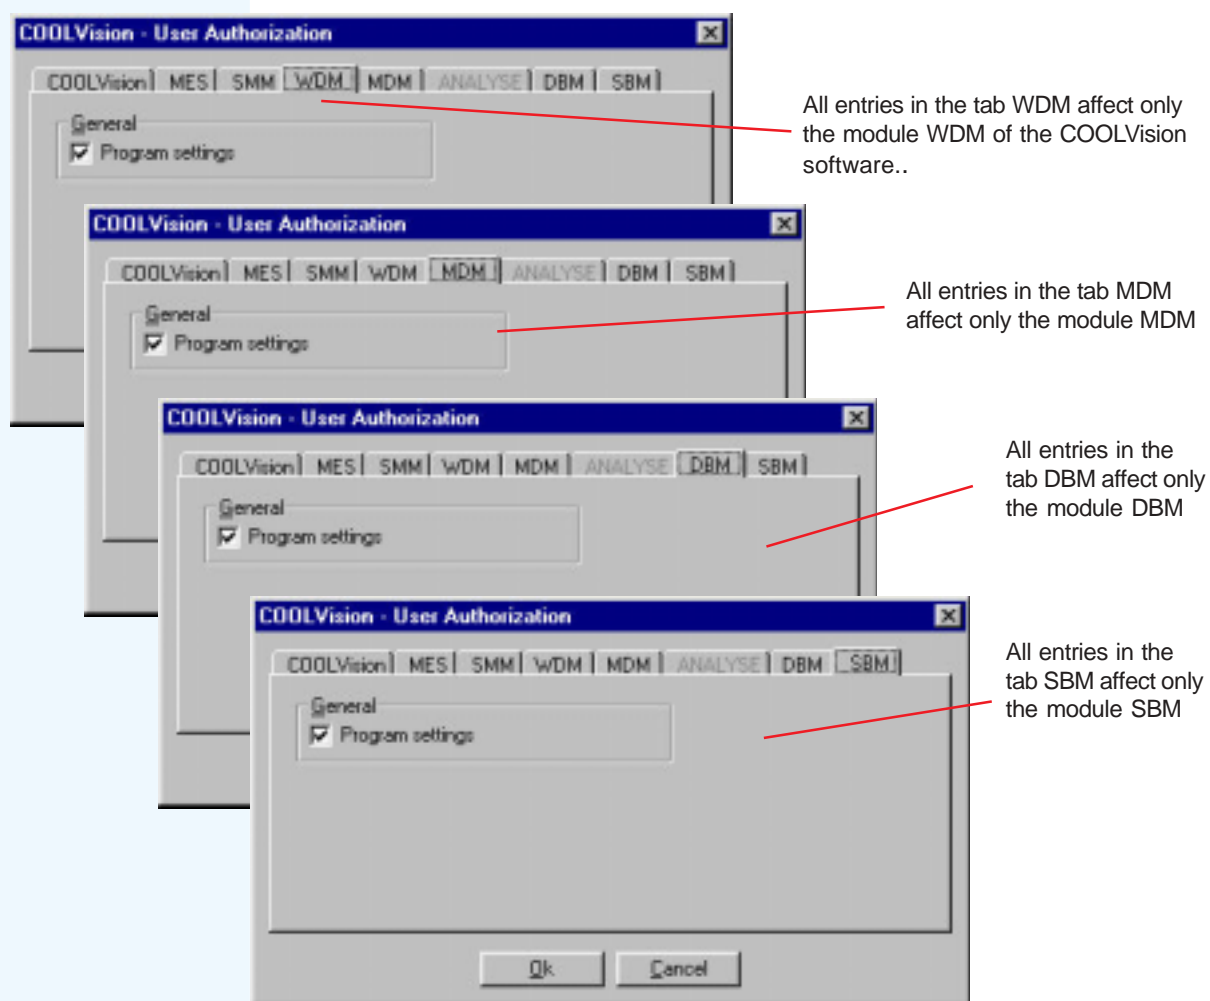 COOLVision - User Authorization
COOLVision MES SMM WDM MDM ANALYSE DBM SBM
General
Program settings
All entries in the tab WDM affect only
the module WDM of the COOLVision
software..
COOLVision - User Authorization
COOLVision MES SMM WDM MDM ANALYSE DBM SBM
General
Program settings
All entries in the tab MDM
affect only the module MDM
COOLVision - User Authorization
COOLVision MES SMM WDM MDM ANALYSE DBM SBM
General
Program settings
All entries in the
tab DBM affect only
the module DBM
COOLVision - User Authorization
COOLVision MES SMM WDM MDM ANALYSE DBM SBM
General
Program settings
All entries in the
tab SBM affect only
the module SBM
Ok Cancel